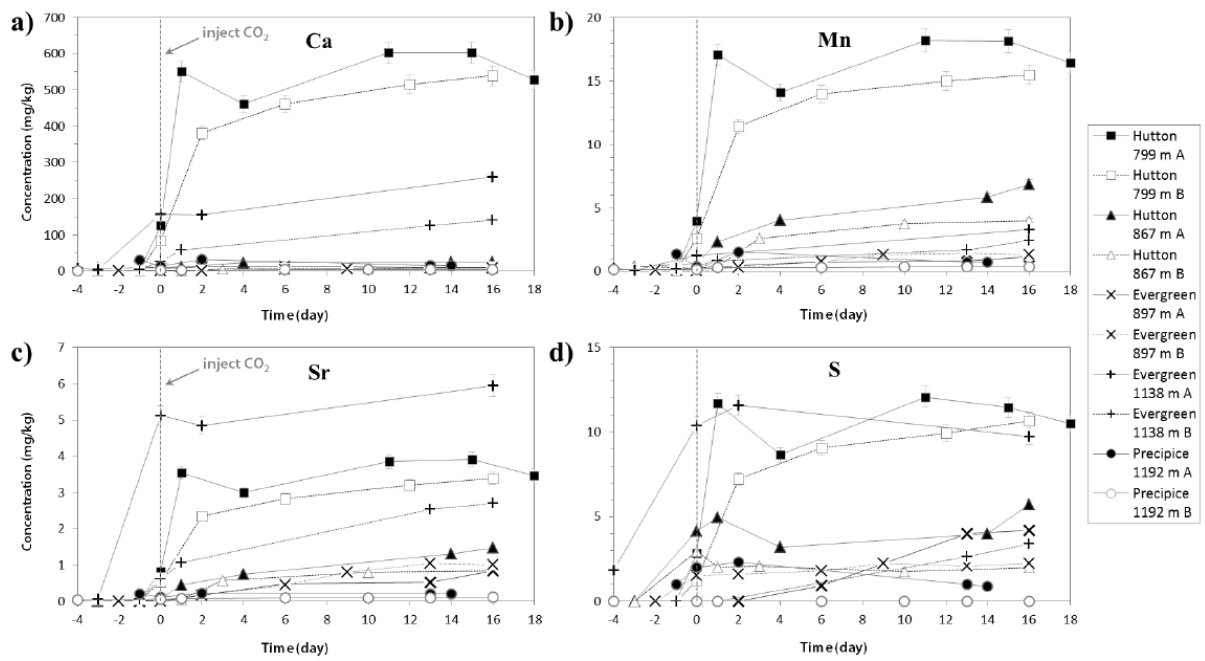 a)
inject CO2
Ca
Concentration (mg/kg)
700
600
500
400
300
200
100
0
-4 -2 0 2 4 6 8 10 12 14 16 18
Time (day)
b)
Mn
20
15
10
5
0
-4 -2 0 2 4 6 8 10 12 14 16 18
Time (day)
c)
inject CO2
Sr
Concentration (mg/kg)
7
6
5
4
3
2
1
0
-4 -2 0 2 4 6 8 10 12 14 16 18
Time (day)
d)
S
15
10
5
0
-4 -2 0 2 4 6 8 10 12 14 16 18
Time (day)
Hutton
799 m A
Hutton
799 m B
Hutton
867 m A
Hutton
867 m B
Evergreen
897 m A
Evergreen
897 m B
Evergreen
1138 m A
Evergreen
1138 m B
Precipice
1192 m A
Precipice
1192 m B